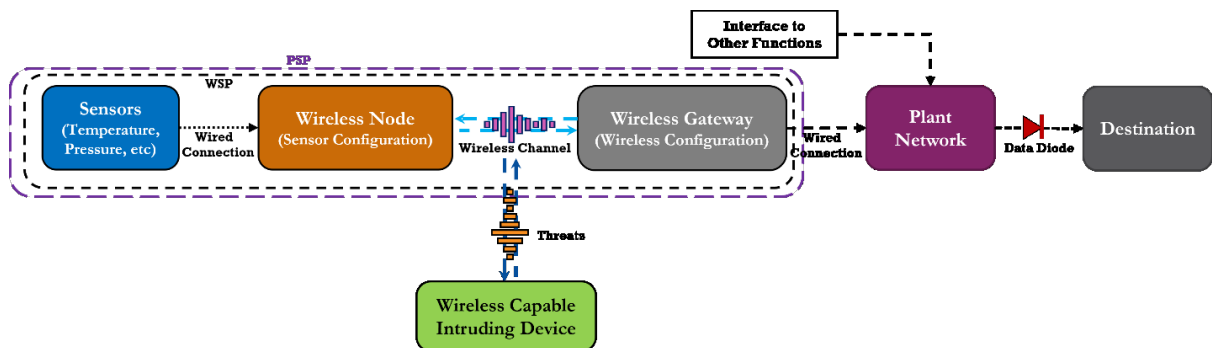 Interface to
Other Functions
PSP
WSP
Sensors
(Temperature,
Pressure, etc)
Wired
Connection
Wireless Node
(Sensor Configuration)
Wireless Channel
Wireless Gateway
(Wireless Configuration)
Wired
Connection
Plant
Network
Data Diode
Destination
Threats
Wireless Capable
Intruding Device